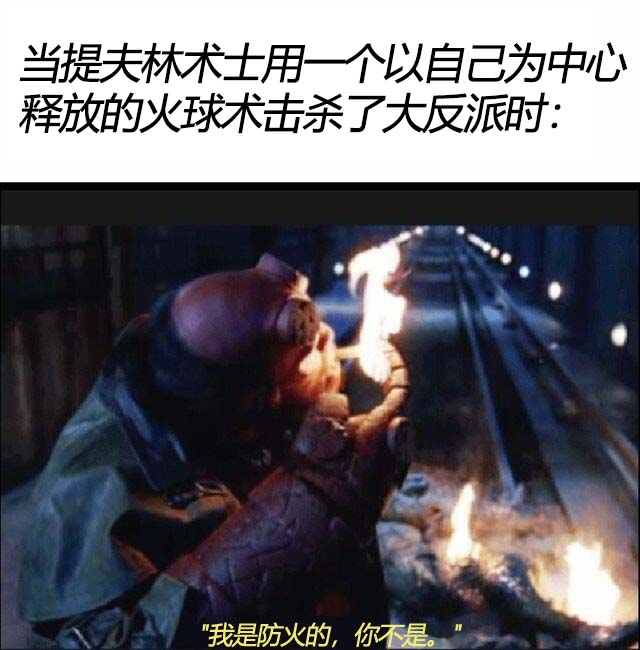 当提夫林术士用一个以自己为中心
释放的火球术击杀了大反派时：
"我是防火的，你不是。"